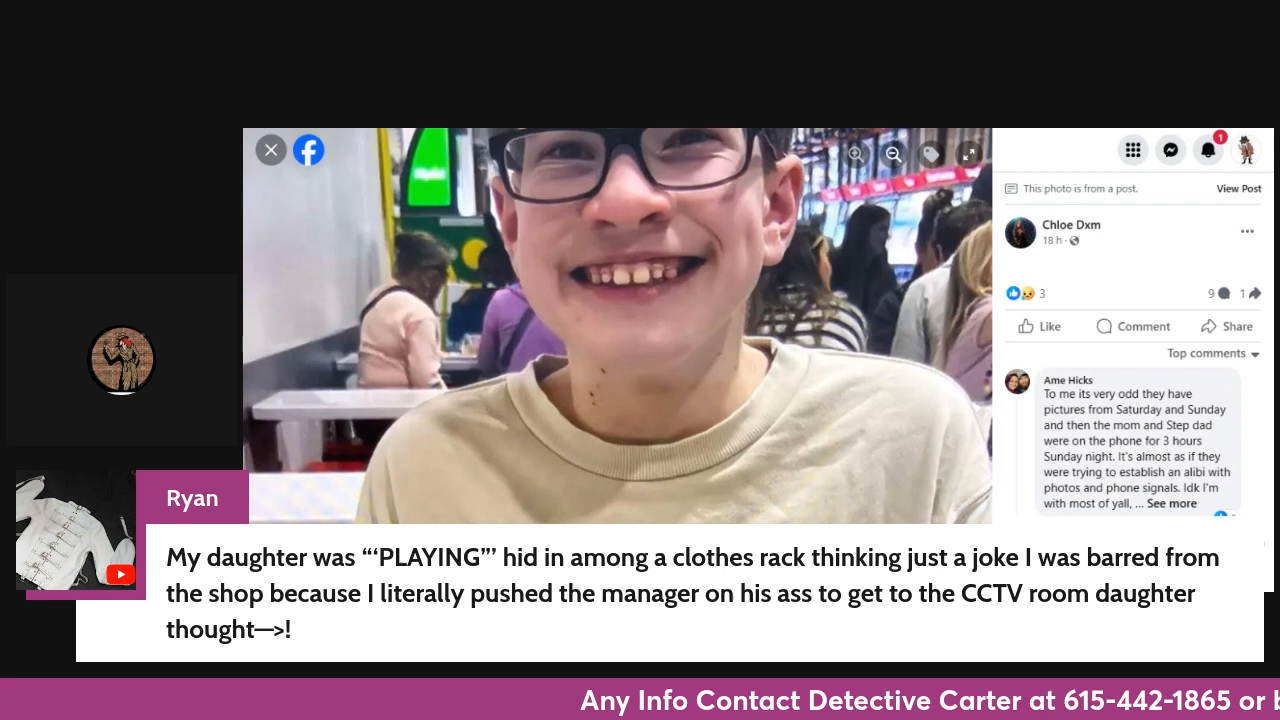 This photo is from a post.
View Post
Chloe Dxm
18 h ·
3
9
1
1
Like
Comment
Share
Top comments
Ame Hicks
To me its very odd they have
pictures from Saturday and Sunday
and then the mom and Step dad
were on the phone for 3 hours
Sunday night. It's almost as if they
were trying to establish an alibi with
photos and phone signals. Idk I'm
with most of yall, ... See more
Ryan
My daughter was “‘PLAYING”’ hid in among a clothes rack thinking just a joke I was barred from
the shop because I literally pushed the manager on his ass to get to the CCTV room daughter
thought—>!
Any Info Contact Detective Carter at 615-442-1865 or